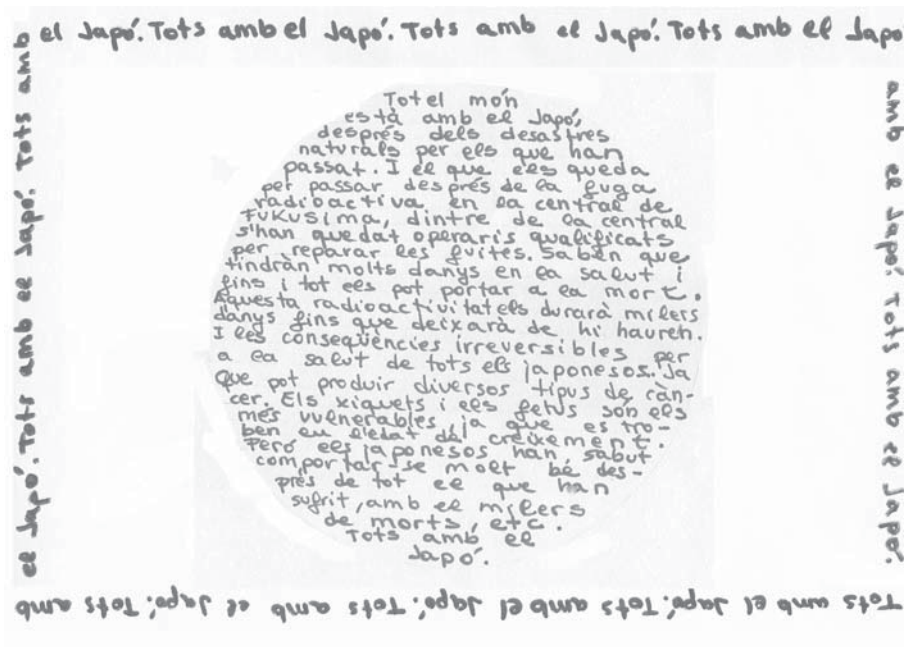 el Japó. Tots amb el Japó. Tots amb el Japó. Tots amb el Japó
amb el Japó. Tots amb el Japó.
Tots amb el Japó. Tots amb el Japó. Tots amb el Japó. Tots amb
el Japó. Tots amb el Japó. Tots amb
Tot el món
està amb el Japó,
després dels desastres
naturals per els que han
passat. I el que els queda
per passar després de la fuga
radioactiva en la central de
Fukusima, dintre de la central
s'han quedat operaris qualificats
per reparar les fuites. Saben que
tindràn molts danys en la salut i
fins i tot els pot portar a la mort.
Aquesta radioactivitat els durarà milers
danys fins que deixarà de hi haureh.
I les conseqüències irreversibles per
a la salut de tots els japonesos. Ja
que pot produir diversos tipus de càn-
cer. Els xiquets i els fetus són els
més vulnerables, ja que es tro-
ben en l'edat del creixement.
Però els japonesos han sabut
comportar-se molt bé des-
prés de tot el que han
sufrit, amb el milers
de morts, etc.
Tots amb el
Japó.